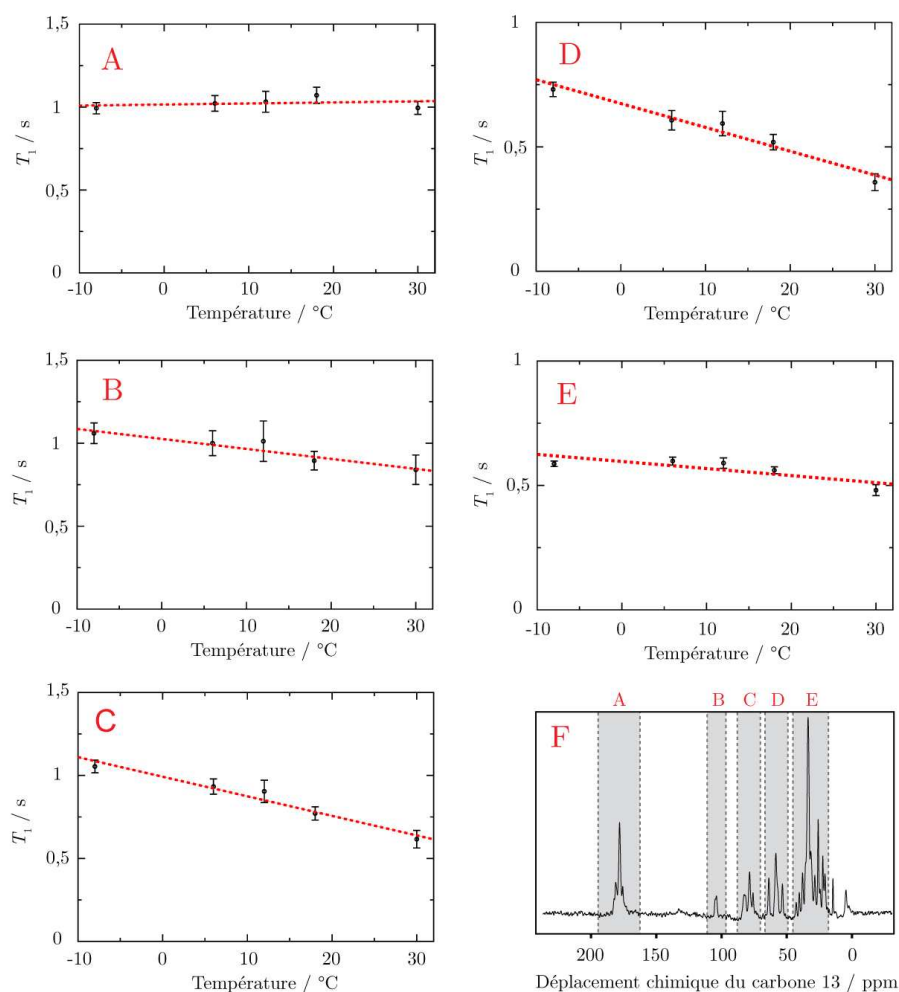 1,5
1
0,5
0
A
T1 / s
-10 0 10 20 30
Température / °C
1
0,5
0
D
T1 / s
-10 0 10 20 30
Température / °C
1,5
1
0,5
0
B
T1 / s
-10 0 10 20 30
Température / °C
1
0,5
0
E
T1 / s
-10 0 10 20 30
Température / °C
1,5
1
0,5
0
C
T1 / s
-10 0 10 20 30
Température / °C
A B C D E
F
200 150 100 50 0
Déplacement chimique du carbone 13 / ppm